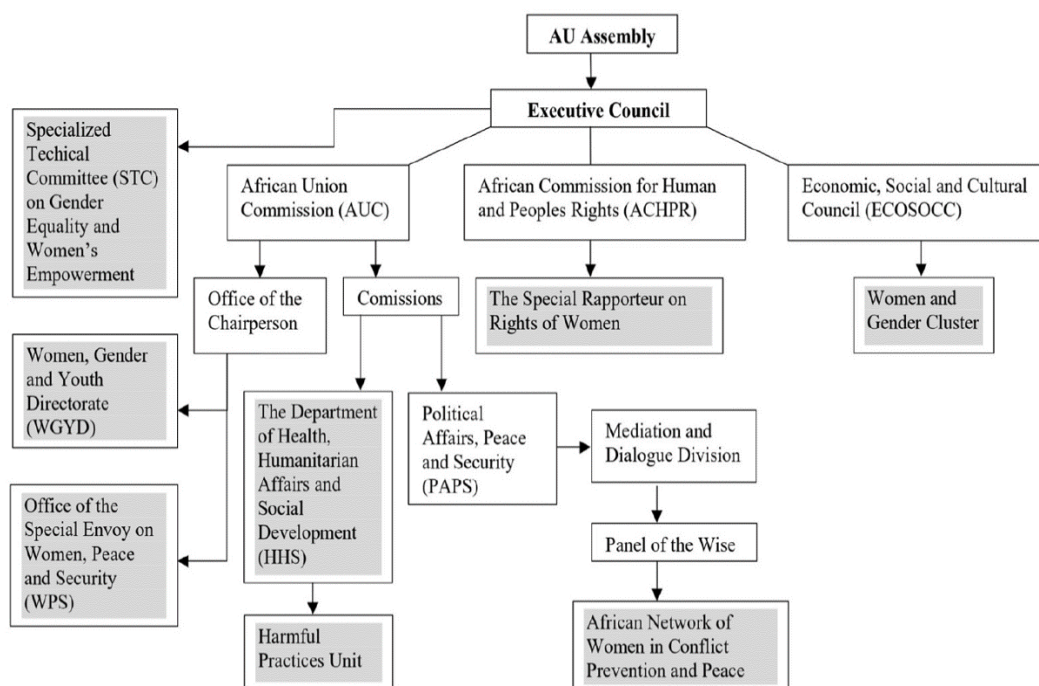 AU Assembly
Executive Council
Specialized
Techical
Committee (STC)
on Gender
Equality and
Women's
Empowerment
African Union
Commission (AUC)
African Commission for Human
and Peoples Rights (ACHPR)
Economic, Social and Cultural
Council (ECOSOCC)
Office of the
Chairperson
Comissions
The Special Rapporteur on
Rights of Women
Women and
Gender Cluster
Women, Gender
and Youth
Directorate
(WGYD)
The Department
of Health,
Humanitarian
Affairs and
Social
Development
(HHS)
Political
Affairs, Peace
and Security
(PAPS)
Mediation and
Dialogue Division
Office of the
Special Envoy on
Women, Peace
and Security
(WPS)
Panel of the Wise
Harmful
Practices Unit
African Network of
Women in Conflict
Prevention and Peace